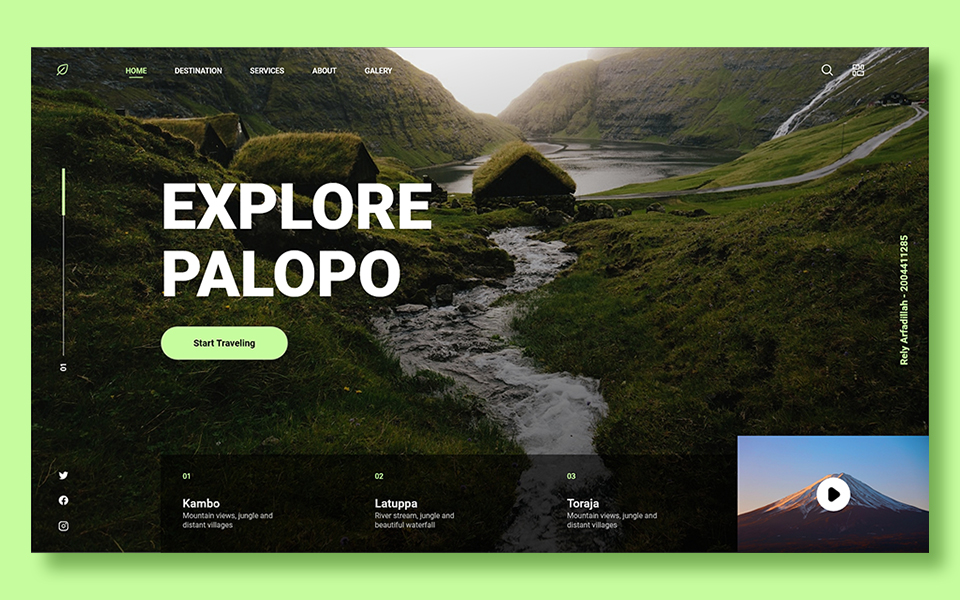 HOME
DESTINATION
SERVICES
ABOUT
GALERY
EXPLORE
PALOPO
Start Traveling
01
Rely Arfadillah - 2004411285
01
Kambo
Mountain views, jungle and
distant villages
02
Latuppa
River stream, jungle and
beautiful waterfall
03
Toraja
Mountain views, jungle and
distant villages